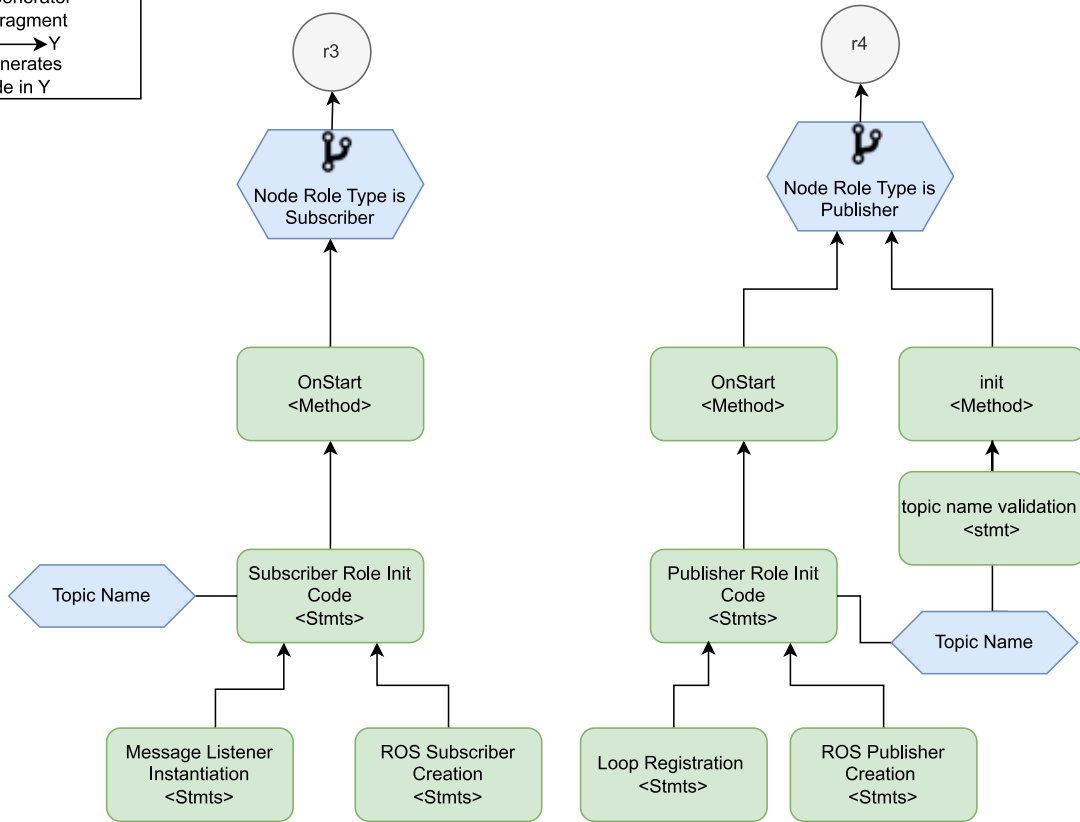 ragment
Y
nerates
de in Y
r3
r4
Node Role Type is
Subscriber
Node Role Type is
Publisher
OnStart
<Method>
OnStart
<Method>
init
<Method>
topic name validation
<stmt>
Topic Name
Subscriber Role Init
Code
<Stmts>
Publisher Role Init
Code
<Stmts>
Topic Name
Message Listener
Instantiation
<Stmts>
ROS Subscriber
Creation
<Stmts>
Loop Registration
<Stmts>
ROS Publisher
Creation
<Stmts>